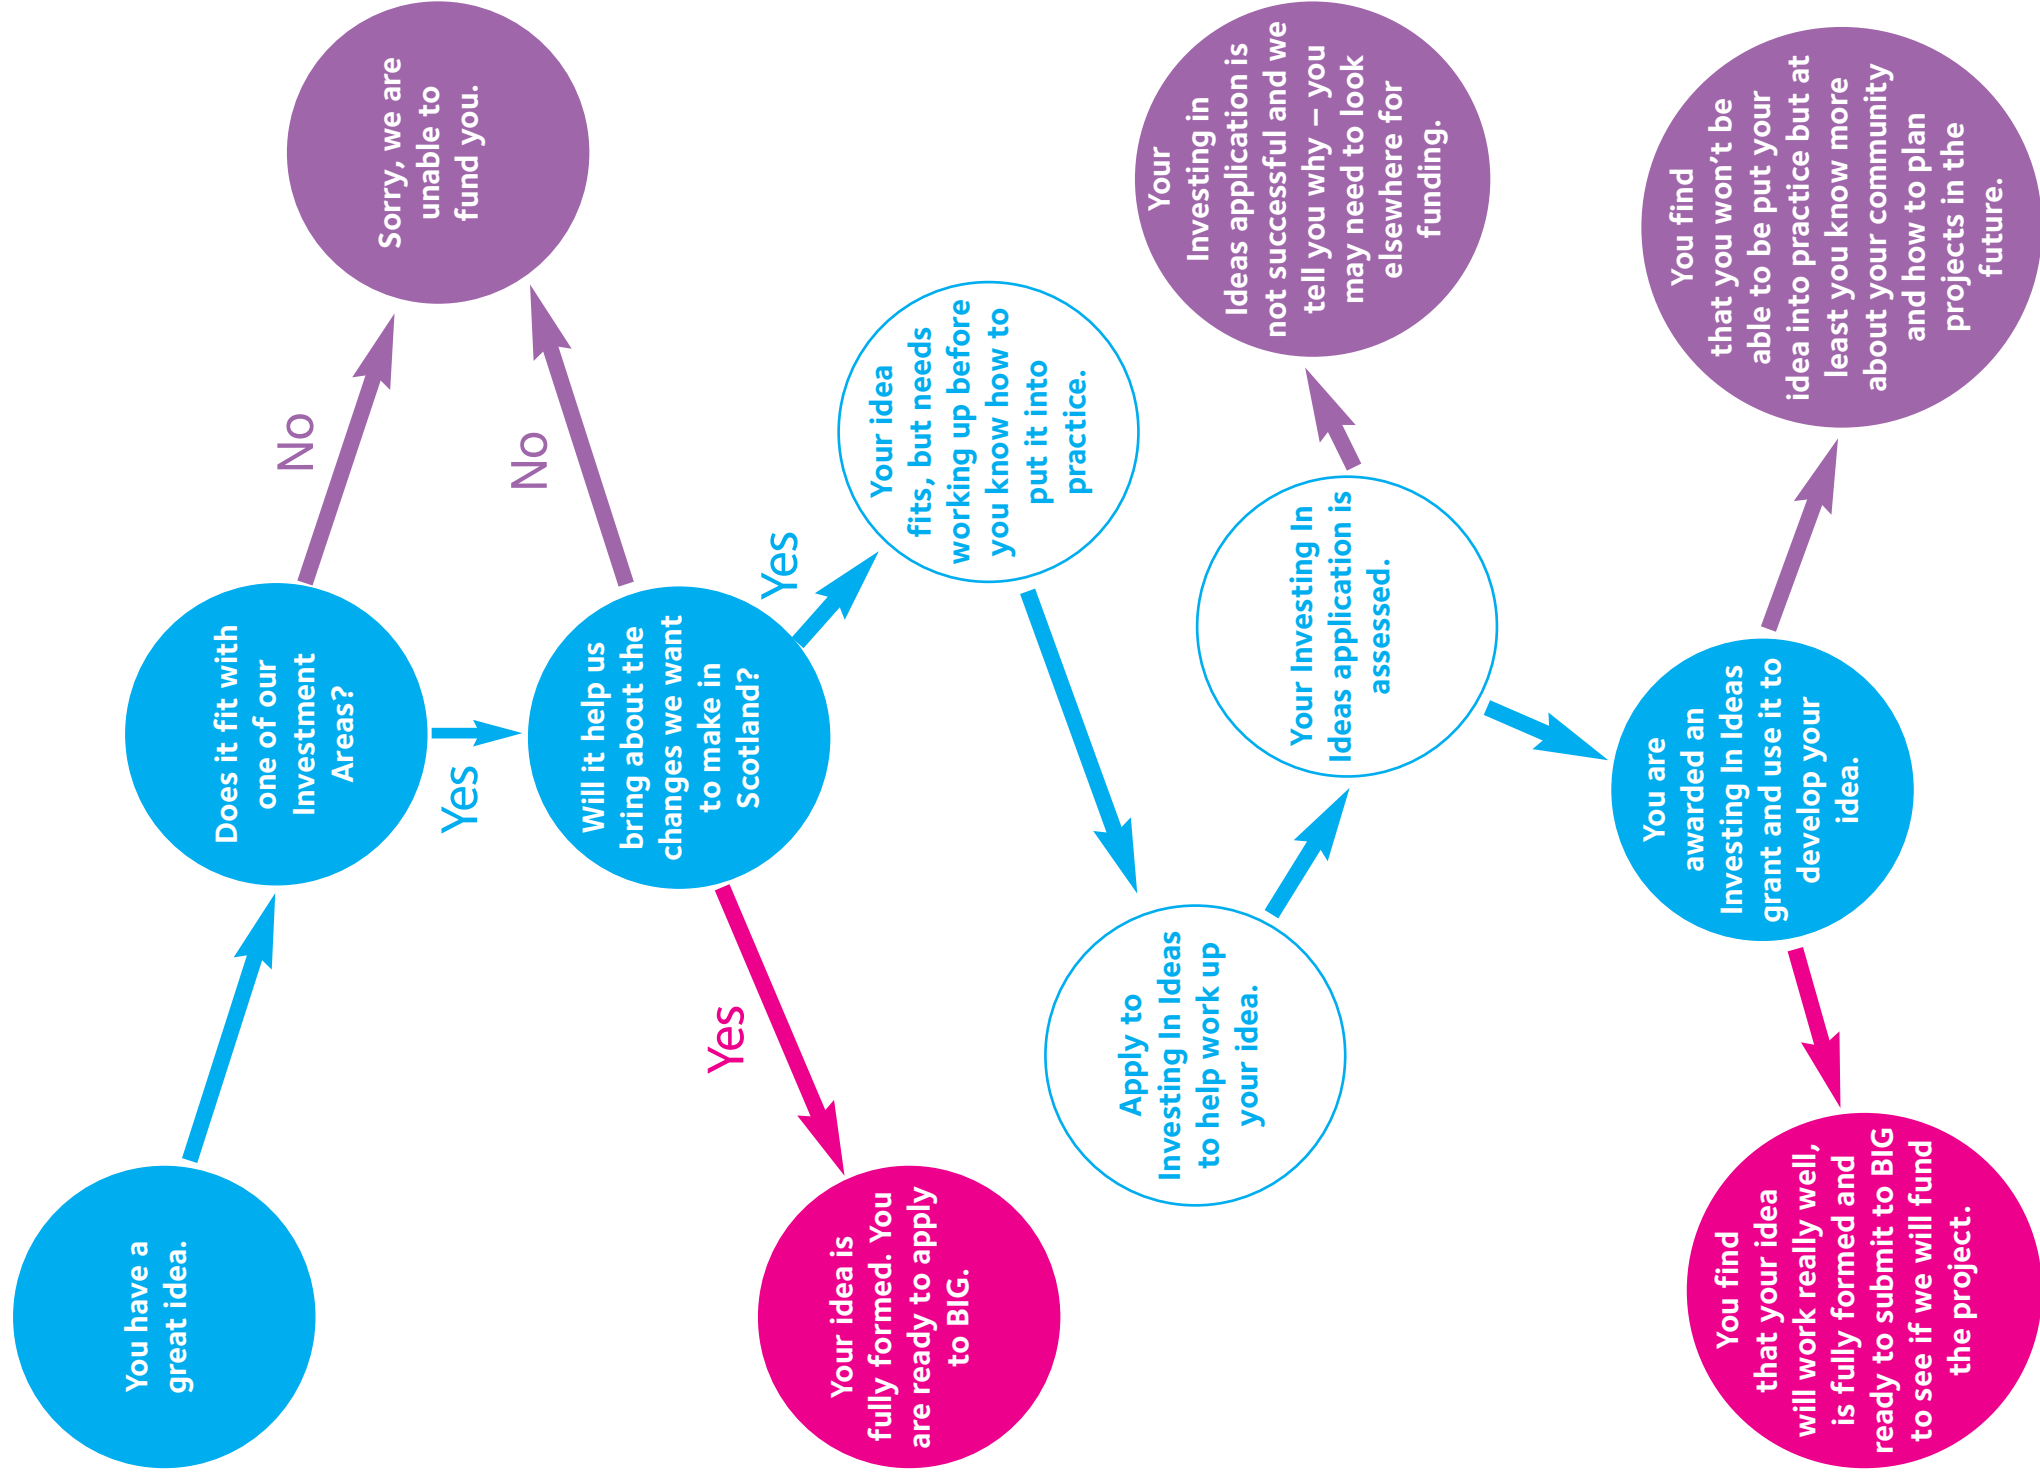 You have a
great idea.
Does it fit with
one of our
Investment
Areas?
No
Sorry, we are
unable to
fund you.
Yes
Will it help us
bring about the
changes we want
to make in
Scotland?
No
Yes
Your idea is
fully formed. You
are ready to apply
to BIG.
Yes
Your idea
fits, but needs
working up before
you know how to
put it into
practice.
Apply to
Investing In Ideas
to help work up
your idea.
Your Investing In
Ideas application is
assessed.
Your
Investing in
Ideas application is
not successful and we
tell you why – you
may need to look
elsewhere for
funding.
You are
awarded an
Investing In Ideas
grant and use it to
develop your
idea.
You find
that your idea
will work really well,
is fully formed and
ready to submit to BIG
to see if we will fund
the project.
You find
that you won’t be
able to be put your
idea into practice but at
least you know more
about your community
and how to plan
projects in the
future.